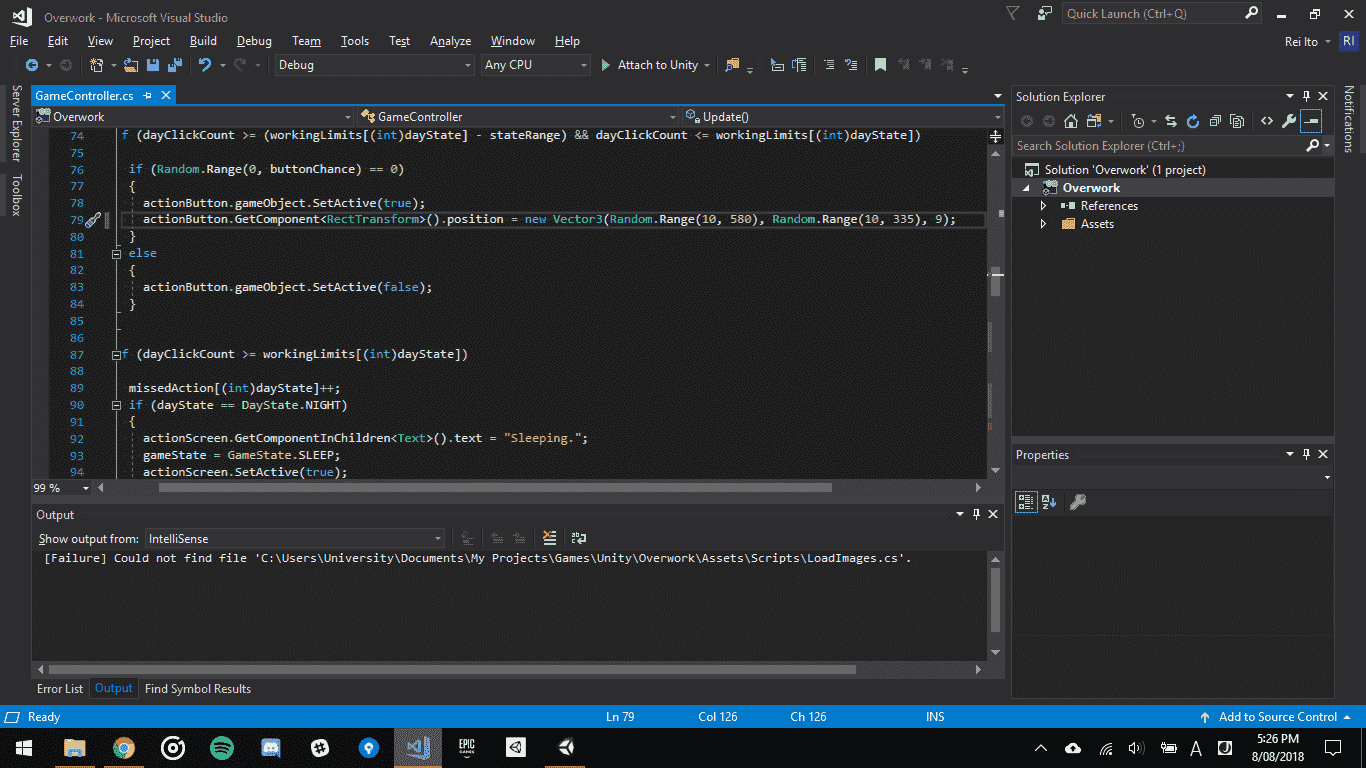 Overwork - Microsoft Visual Studio
Quick Launch (Ctrl+Q)
File Edit View Project Build Debug Team Tools Test Analyze Window Help
Rei Ito RI
Debug Any CPU Attach to Unity
Server Explorer
Toolbox
GameController.cs
Overwork GameController Update()
74 f (dayClickCount >= (workingLimits[(int)dayState] - stateRange) && dayClickCount <= workingLimits[(int)dayState])
75
76 if (Random.Range(0, buttonChance) == 0)
77 {
78 actionButton.gameObject.SetActive(true);
79 actionButton.GetComponent<RectTransform>().position = new Vector3(Random.Range(10, 580), Random.Range(10, 335), 9);
80 }
81 else
82 {
83 actionButton.gameObject.SetActive(false);
84 }
85
86
87 f (dayClickCount >= workingLimits[(int)dayState])
88
89 missedAction[(int)dayState]++;
90 if (dayState == DayState.NIGHT)
91 {
92 actionScreen.GetComponentInChildren<Text>().text = "Sleeping.";
93 gameState = GameState.SLEEP;
94 actionScreen.SetActive(true);
99 %
Output
Show output from: IntelliSense
[Failure] Could not find file 'C:\Users\University\Documents\My Projects\Games\Unity\Overwork\Assets\Scripts\LoadImages.cs'.
Error List Output Find Symbol Results
Solution Explorer
Search Solution Explorer (Ctrl+;)
Solution 'Overwork' (1 project)
Overwork
References
Assets
Properties
Notifications
Ready Ln 79 Col 126 Ch 126 INS Add to Source Control
EPIC GAMES
A
5:26 PM
8/08/2018